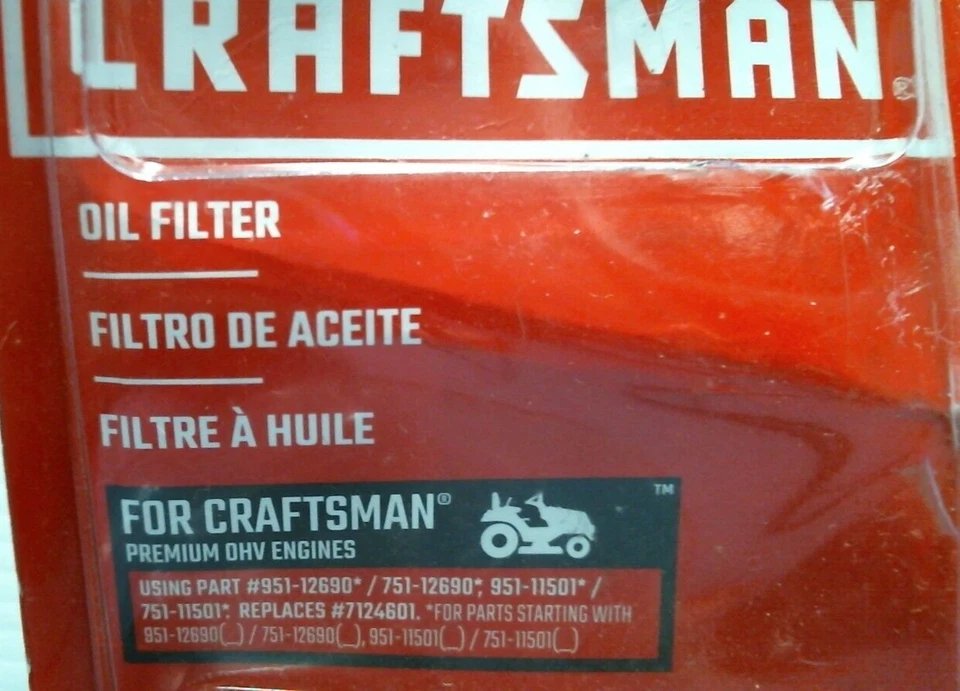 CRAFTSMAN®
OIL FILTER
FILTRO DE ACEITE
FILTRE À HUILE
FOR CRAFTSMAN®
™
PREMIUM OHV ENGINES
USING PART #951-12690* / 751-12690*, 951-11501* /
751-11501*. REPLACES #7124601. *FOR PARTS STARTING WITH
951-12690(_) / 751-12690(_), 951-11501(_) / 751-11501(_)